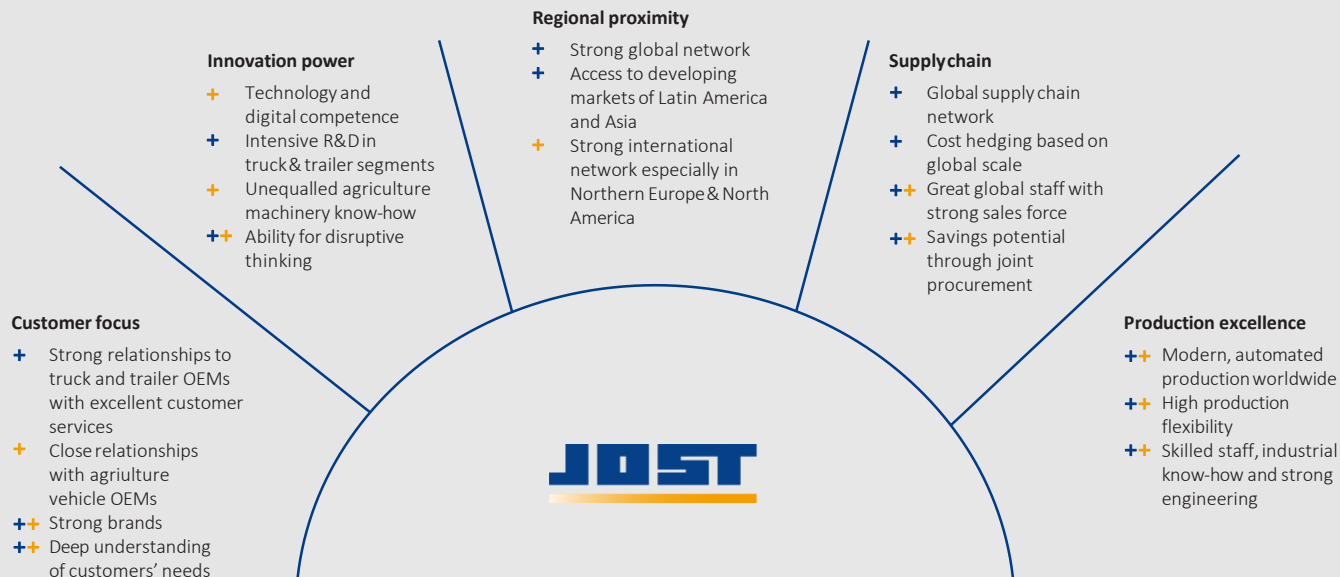 Regional proximity
+ Strong global network
+ Access to developing
markets of Latin America
and Asia
+ Strong international
network especially in
Northern Europe & North
America
Innovation power
+ Technology and
digital competence
+ Intensive R&D in
truck & trailer segments
+ Unequalled agriculture
machinery know-how
++ Ability for disruptive
thinking
Supply chain
+ Global supply chain
network
+ Cost hedging based on
global scale
++ Great global staff with
strong sales force
++ Savings potential
through joint
procurement
Customer focus
+ Strong relationships to
truck and trailer OEMs
with excellent customer
services
+ Close relationships
with agriulture
vehicle OEMs
++ Strong brands
++ Deep understanding
of customers' needs
Production excellence
++ Modern, automated
production worldwide
++ High production
flexibility
++ Skilled staff, industrial
know-how and strong
engineering
JOST